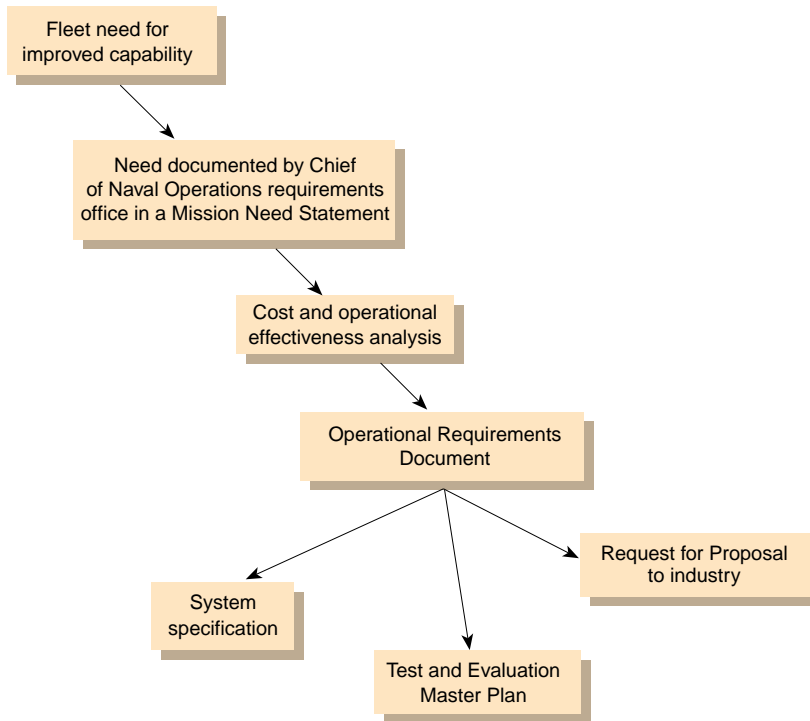 Fleet need for
improved capability
Need documented by Chief
of Naval Operations requirements
office in a Mission Need Statement
Cost and operational
effectiveness analysis
Operational Requirements
Document
Request for Proposal
to industry
System
specification
Test and Evaluation
Master Plan